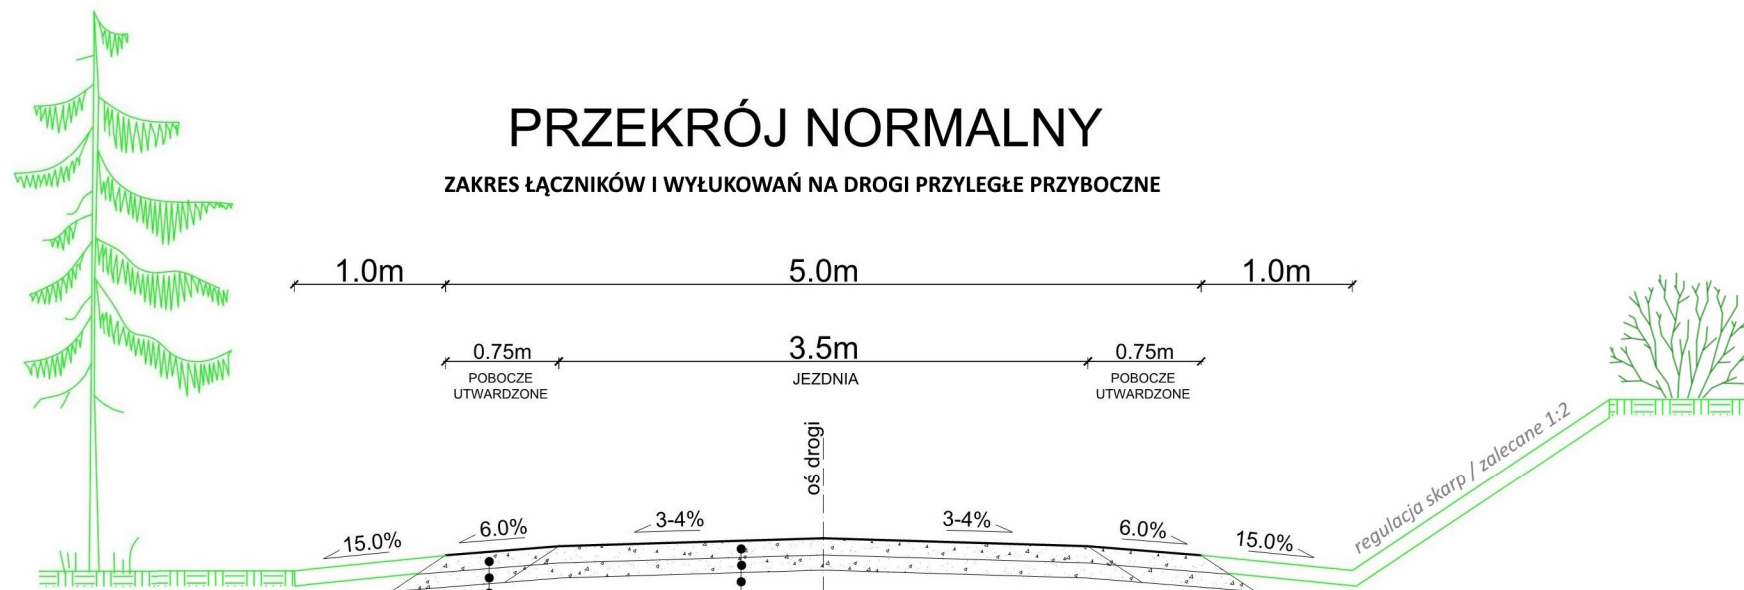 PRZEKRÓJ NORMALNY
ZAKRES ŁĄCZNIKÓW I WYŁUKOWAŃ NA DROGI PRZYLEGŁE PRZYBOCZNE
1.0m 5.0m 1.0m
0.75m 3.5m 0.75m
POBOCZE UTWARDZONE JEZDNIA POBOCZE UTWARDZONE
oś drogi
regulacja skarp / zalecane 1:2
15.0% 6.0% 3-4% 3-4% 6.0% 15.0%